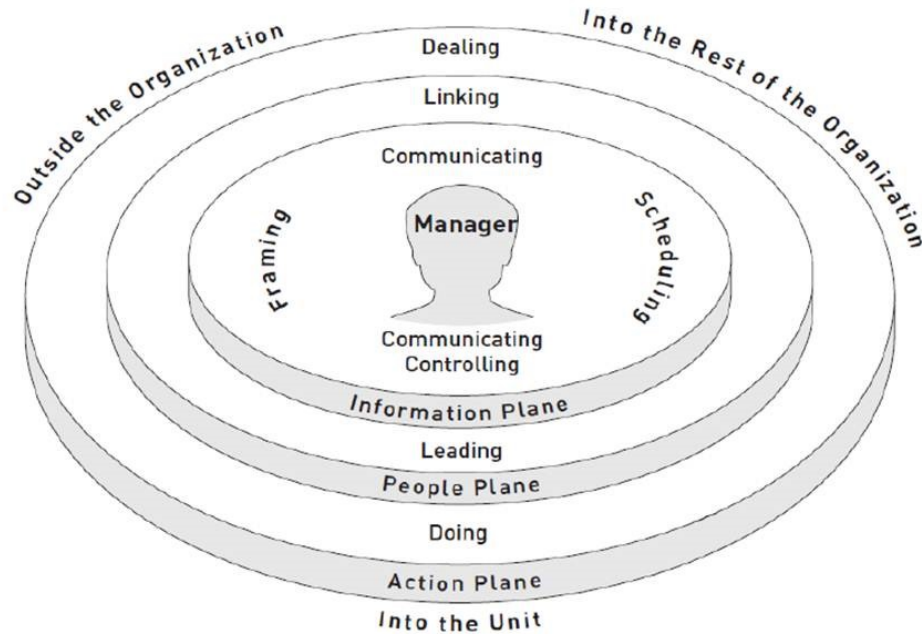 Outside the Organization
Into the Rest of the Organization
Dealing
Linking
Communicating
Framing
Manager
Scheduling
Communicating
Controlling
Information Plane
Leading
People Plane
Doing
Action Plane
Into the Unit